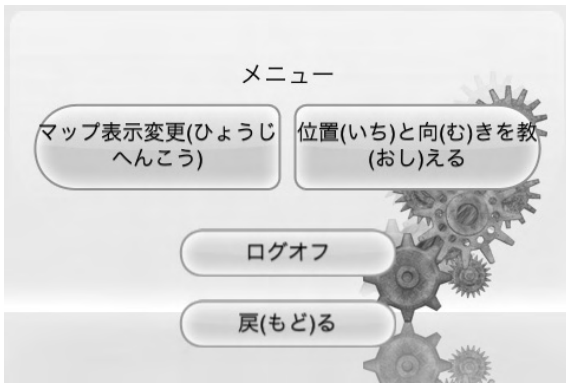 メニュー
マップ表示変更(ひょうじ
へんこう)
位置(いち)と向(む)きを教
(おし)える
ログオフ
戻(もど)る